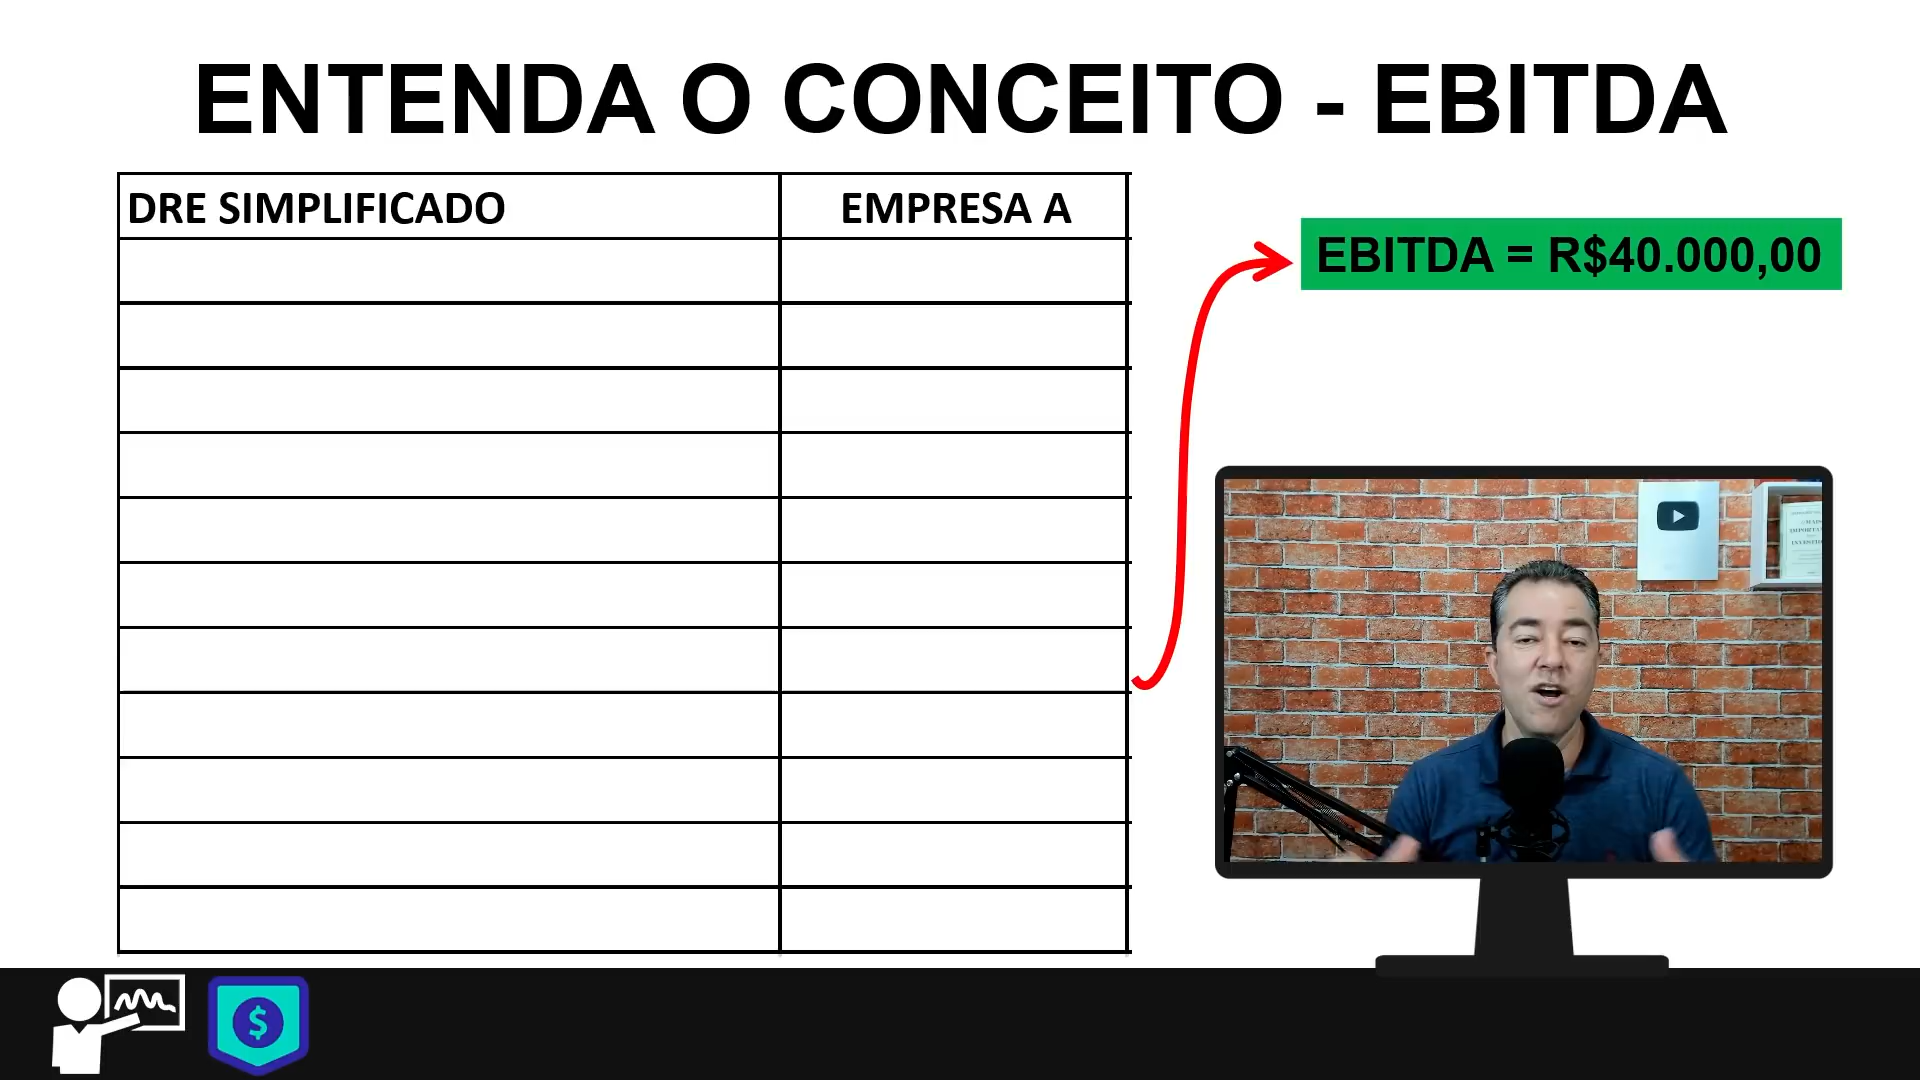 ENTENDA O CONCEITO - EBITDA
DRE SIMPLIFICADO
EMPRESA A
EBITDA = R$40.000,00
$